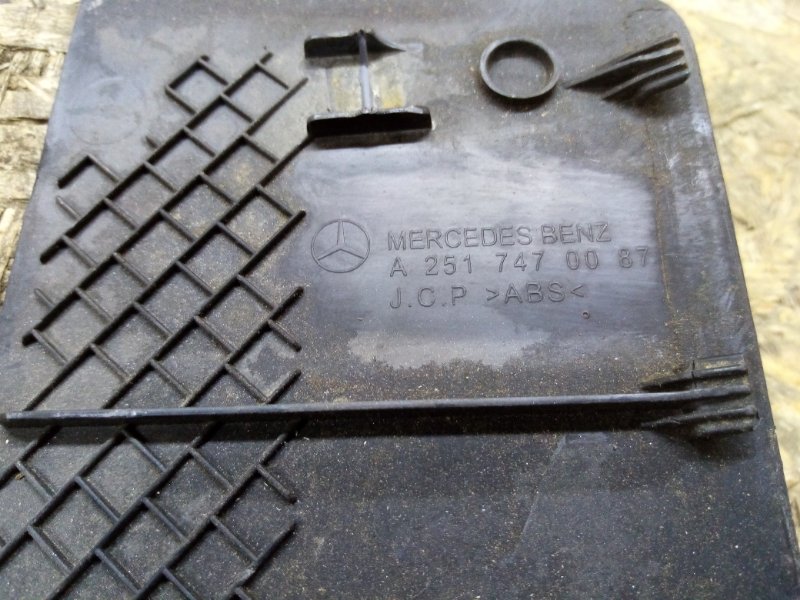 MERCEDES BENZ
A 251 747 00 87
J.C.P >ABS<